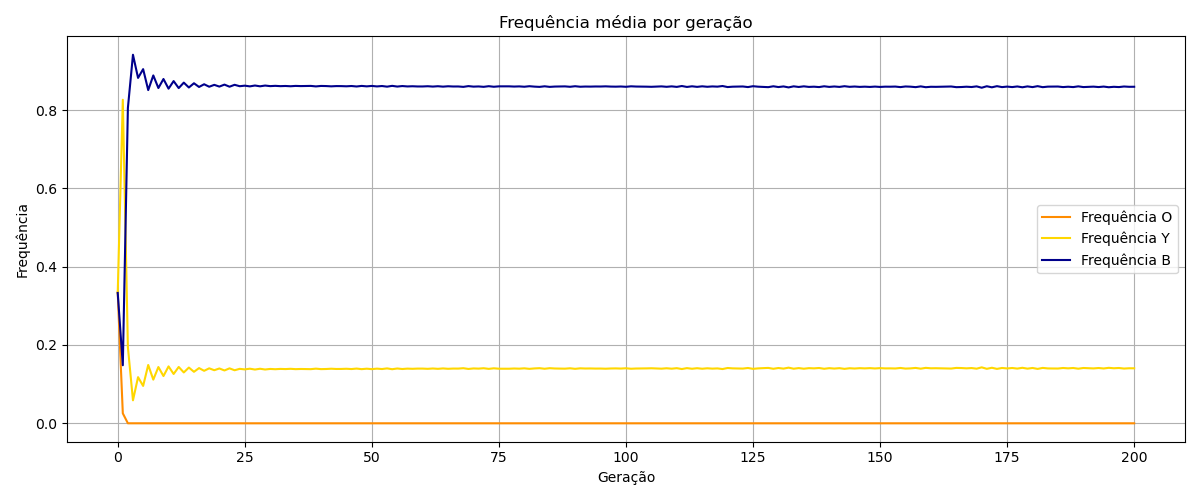 Frequência média por geração
Frequência
0.8
0.6
0.4
0.2
0.0
Frequência O
Frequência Y
Frequência B
0 25 50 75 100 125 150 175 200
Geração